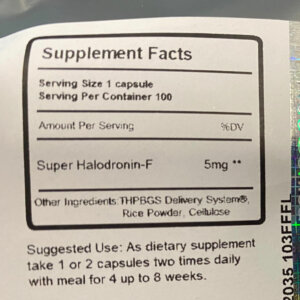 Supplement Facts
Serving Size 1 capsule
Serving Per Container 100
Amount Per Serving %DV
Super Halodronin-F 5mg **
Other Ingredients.THPBGS Delivery System®,
Rice Powder, Cellulose
Suggested Use: As dietary supplement
take 1 or 2 capsules two times daily
with meal for 4 up to 8 weeks.
2035 103FFFL